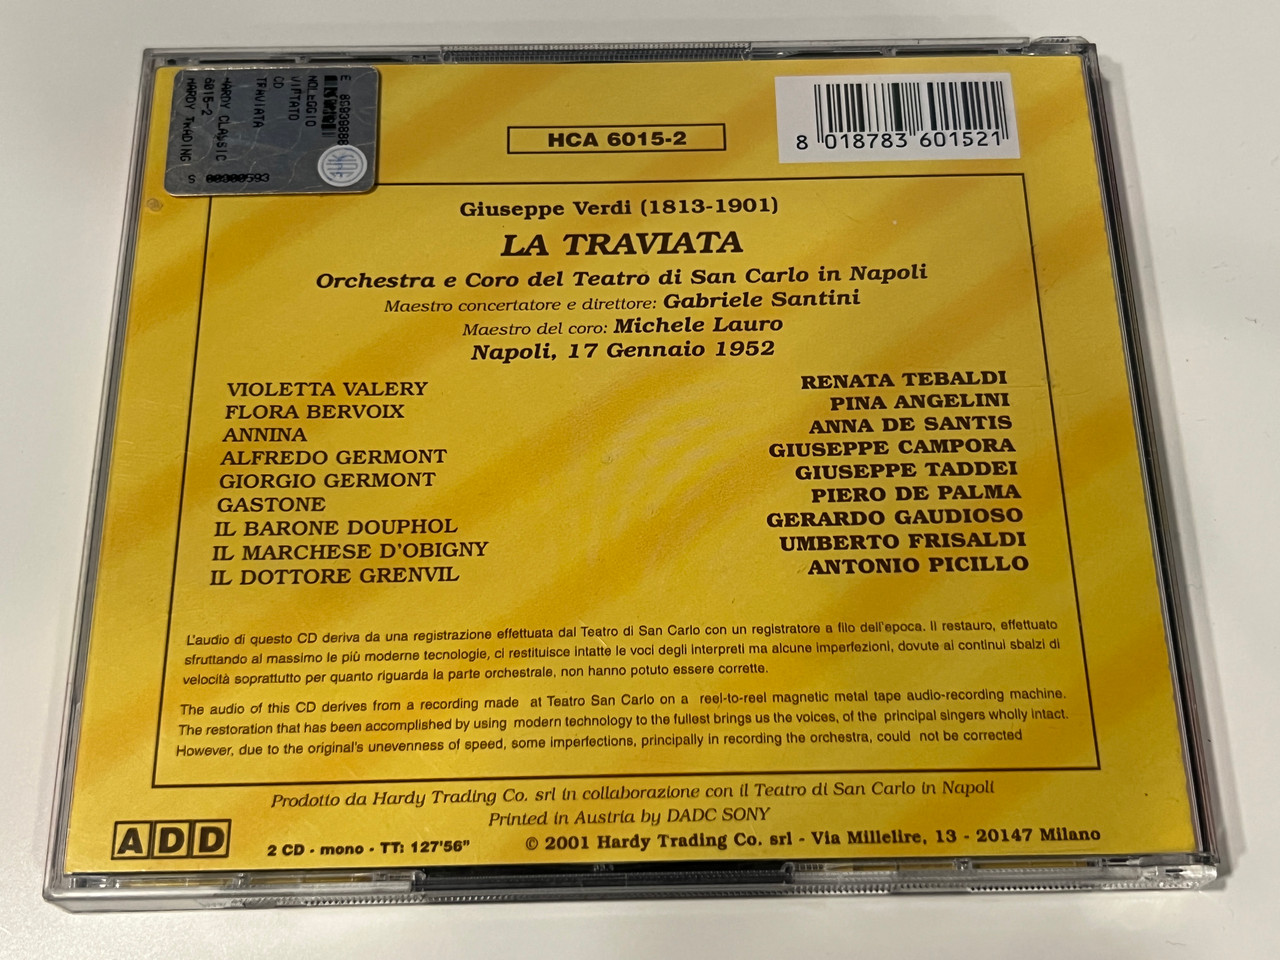 HCA 6015-2
8 018783 601521
NOLEGGIO
VIETATO
CD
TRAVIATA
HARDY CLASSIC
6015-2
HARDY TRADING
S 00300593
Giuseppe Verdi (1813-1901)
LA TRAVIATA
Orchestra e Coro del Teatro di San Carlo in Napoli
Maestro concertatore e direttore: Gabriele Santini
Maestro del coro: Michele Lauro
Napoli, 17 Gennaio 1952
VIOLETTA VALERY RENATA TEBALDI
FLORA BERVOIX PINA ANGELINI
ANNINA ANNA DE SANTIS
ALFREDO GERMONT GIUSEPPE CAMPORA
GIORGIO GERMONT GIUSEPPE TADDEI
GASTONE PIERO DE PALMA
IL BARONE DOUPHOL GERARDO GAUDIOSO
IL MARCHESE D'OBIGNY UMBERTO FRISALDI
IL DOTTORE GRENVIL ANTONIO PICILLO
L'audio di questo CD deriva da una registrazione effettuata dal Teatro di San Carlo con un registratore a filo dell'epoca. Il restauro, effettuato
sfruttando al massimo le più moderne tecnologie, ci restituisce intatte le voci degli interpreti ma alcune imperfezioni, dovute ai continui sbalzi di
velocità soprattutto per quanto riguarda la parte orchestrale, non hanno potuto essere corrette.
The audio of this CD derives from a recording made at Teatro San Carlo on a reel-to-reel magnetic metal tape audio-recording machine.
The restoration that has been accomplished by using modern technology to the fullest brings us the voices, of the principal singers wholly intact.
However, due to the original's unevenness of speed, some imperfections, principally in recording the orchestra, could not be corrected
Prodotto da Hardy Trading Co. srl in collaborazione con il Teatro di San Carlo in Napoli
Printed in Austria by DADC SONY
ADD
2 CD - mono - TT: 127'56"
© 2001 Hardy Trading Co. srl - Via Millelire, 13 - 20147 Milano